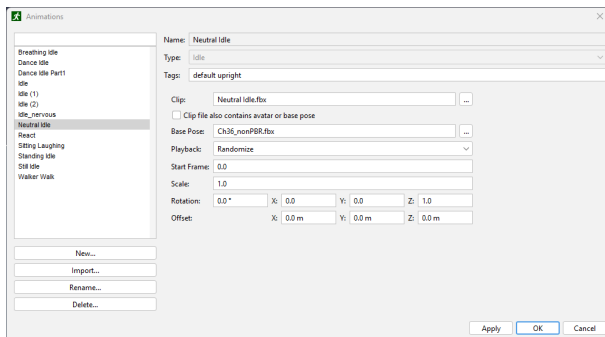 Animations
Name: Neutral Idle
Type: Idle
Tags: default upright
Breathing Idle
Dance Idle
Dance Idle Part1
Idle
Idle (1)
Idle (2)
Idle_nervous
Neutral Idle
React
Sitting Laughing
Standing Idle
Still Idle
Walker Walk
New...
Import...
Rename...
Delete...
Clip: Neutral Idle.fbx ...
Clip file also contains avatar or base pose
Base Pose: Ch36_nonPBR.fbx ...
Playback: Randomize
Start Frame: 0.0
Scale: 1.0
Rotation: 0.0 ° X: 0.0 Y: 0.0 Z: 1.0
Offset: X: 0.0 m Y: 0.0 m Z: 0.0 m
Apply OK Cancel